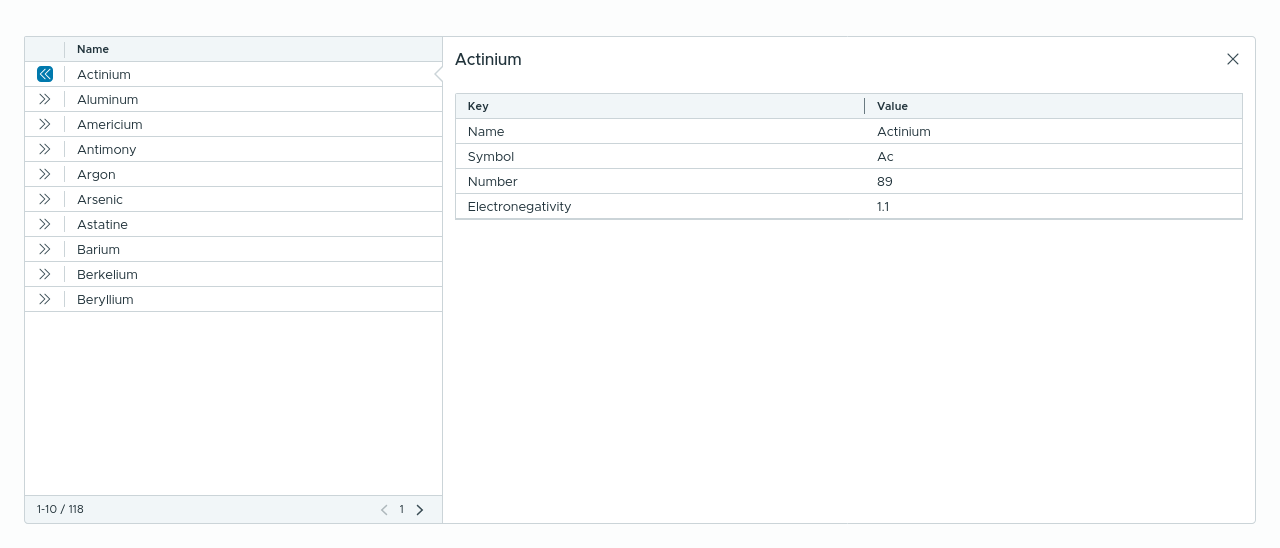 Name
Actinium
Aluminum
Americium
Antimony
Argon
Arsenic
Astatine
Barium
Berkelium
Beryllium
1-10 / 118
1
Actinium
Key Value
Name Actinium
Symbol Ac
Number 89
Electronegativity 1.1